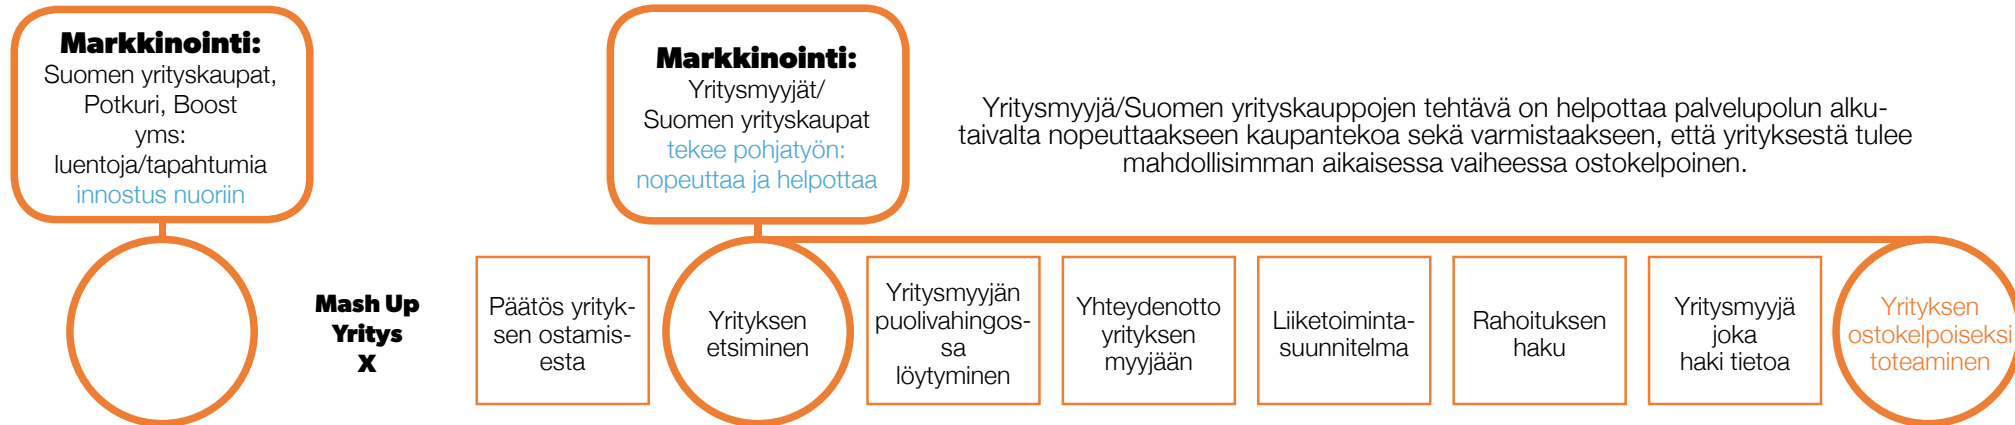 Markkinointi:
Suomen yrityskaupat,
Potkuri, Boost
yms:
luentoja/tapahtumia
innostus nuoriin
Markkinointi:
Yritysmyyjät/
Suomen yrityskaupat
tekee pohjatyön:
nopeuttaa ja helpottaa
Yritysmyyjä/Suomen yrityskauppojen tehtävä on helpottaa palvelupolun alku-
taivalta nopeuttaakseen kaupantekoa sekä varmistaakseen, että yrityksestä tulee
mahdollisimman aikaisessa vaiheessa ostokelpoinen.
Mash Up
Yritys
X
Päätös yrityk-
sen ostamis-
esta
Yrityksen
etsiminen
Yritysmyyjän
puolivahingos-
sa
löytyminen
Yhteydenotto
yrityksen
myyjään
Liiketoiminta-
suunnitelma
Rahoituksen
haku
Yritysmyyjä
joka
haki tietoa
Yrityksen
ostokelpoiseksi
toteaminen